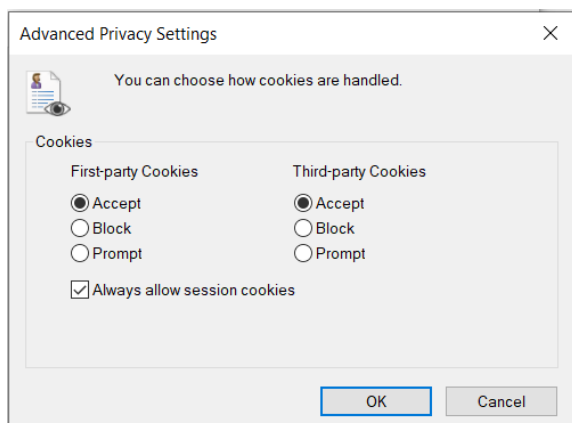 Advanced Privacy Settings
You can choose how cookies are handled.
Cookies
First-party Cookies
Third-party Cookies
Accept
Accept
Block
Block
Prompt
Prompt
Always allow session cookies
OK
Cancel